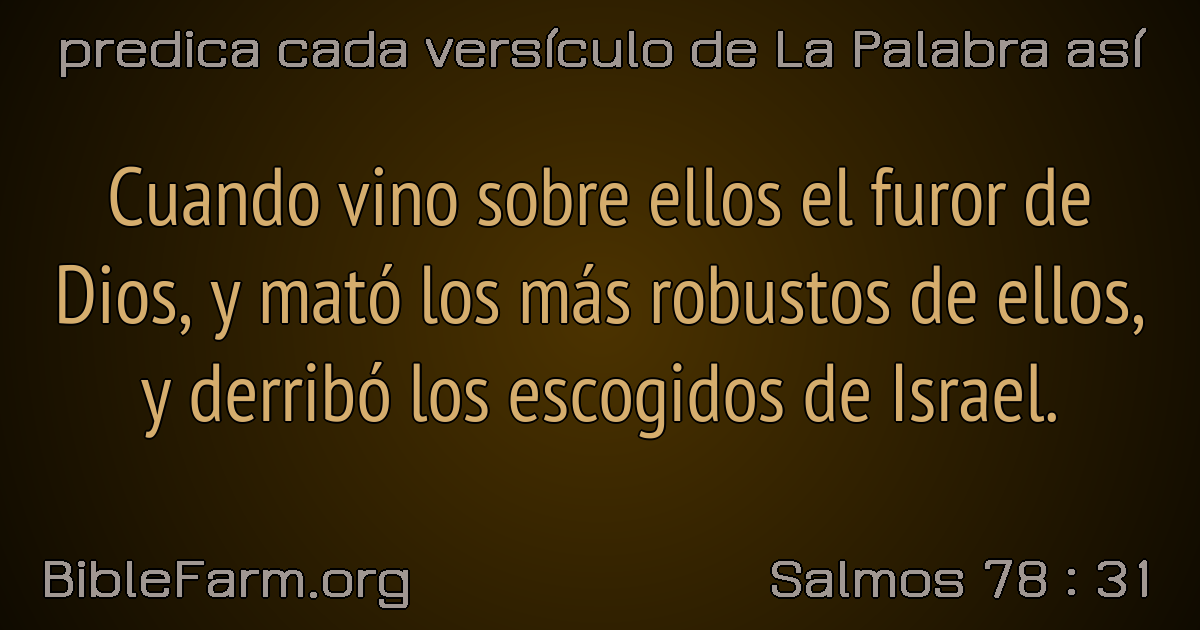 predica cada versículo de La Palabra así
Cuando vino sobre ellos el furor de
Dios, y mató los más robustos de ellos,
y derribó los escogidos de Israel.
BibleFarm.org
Salmos 78 : 31